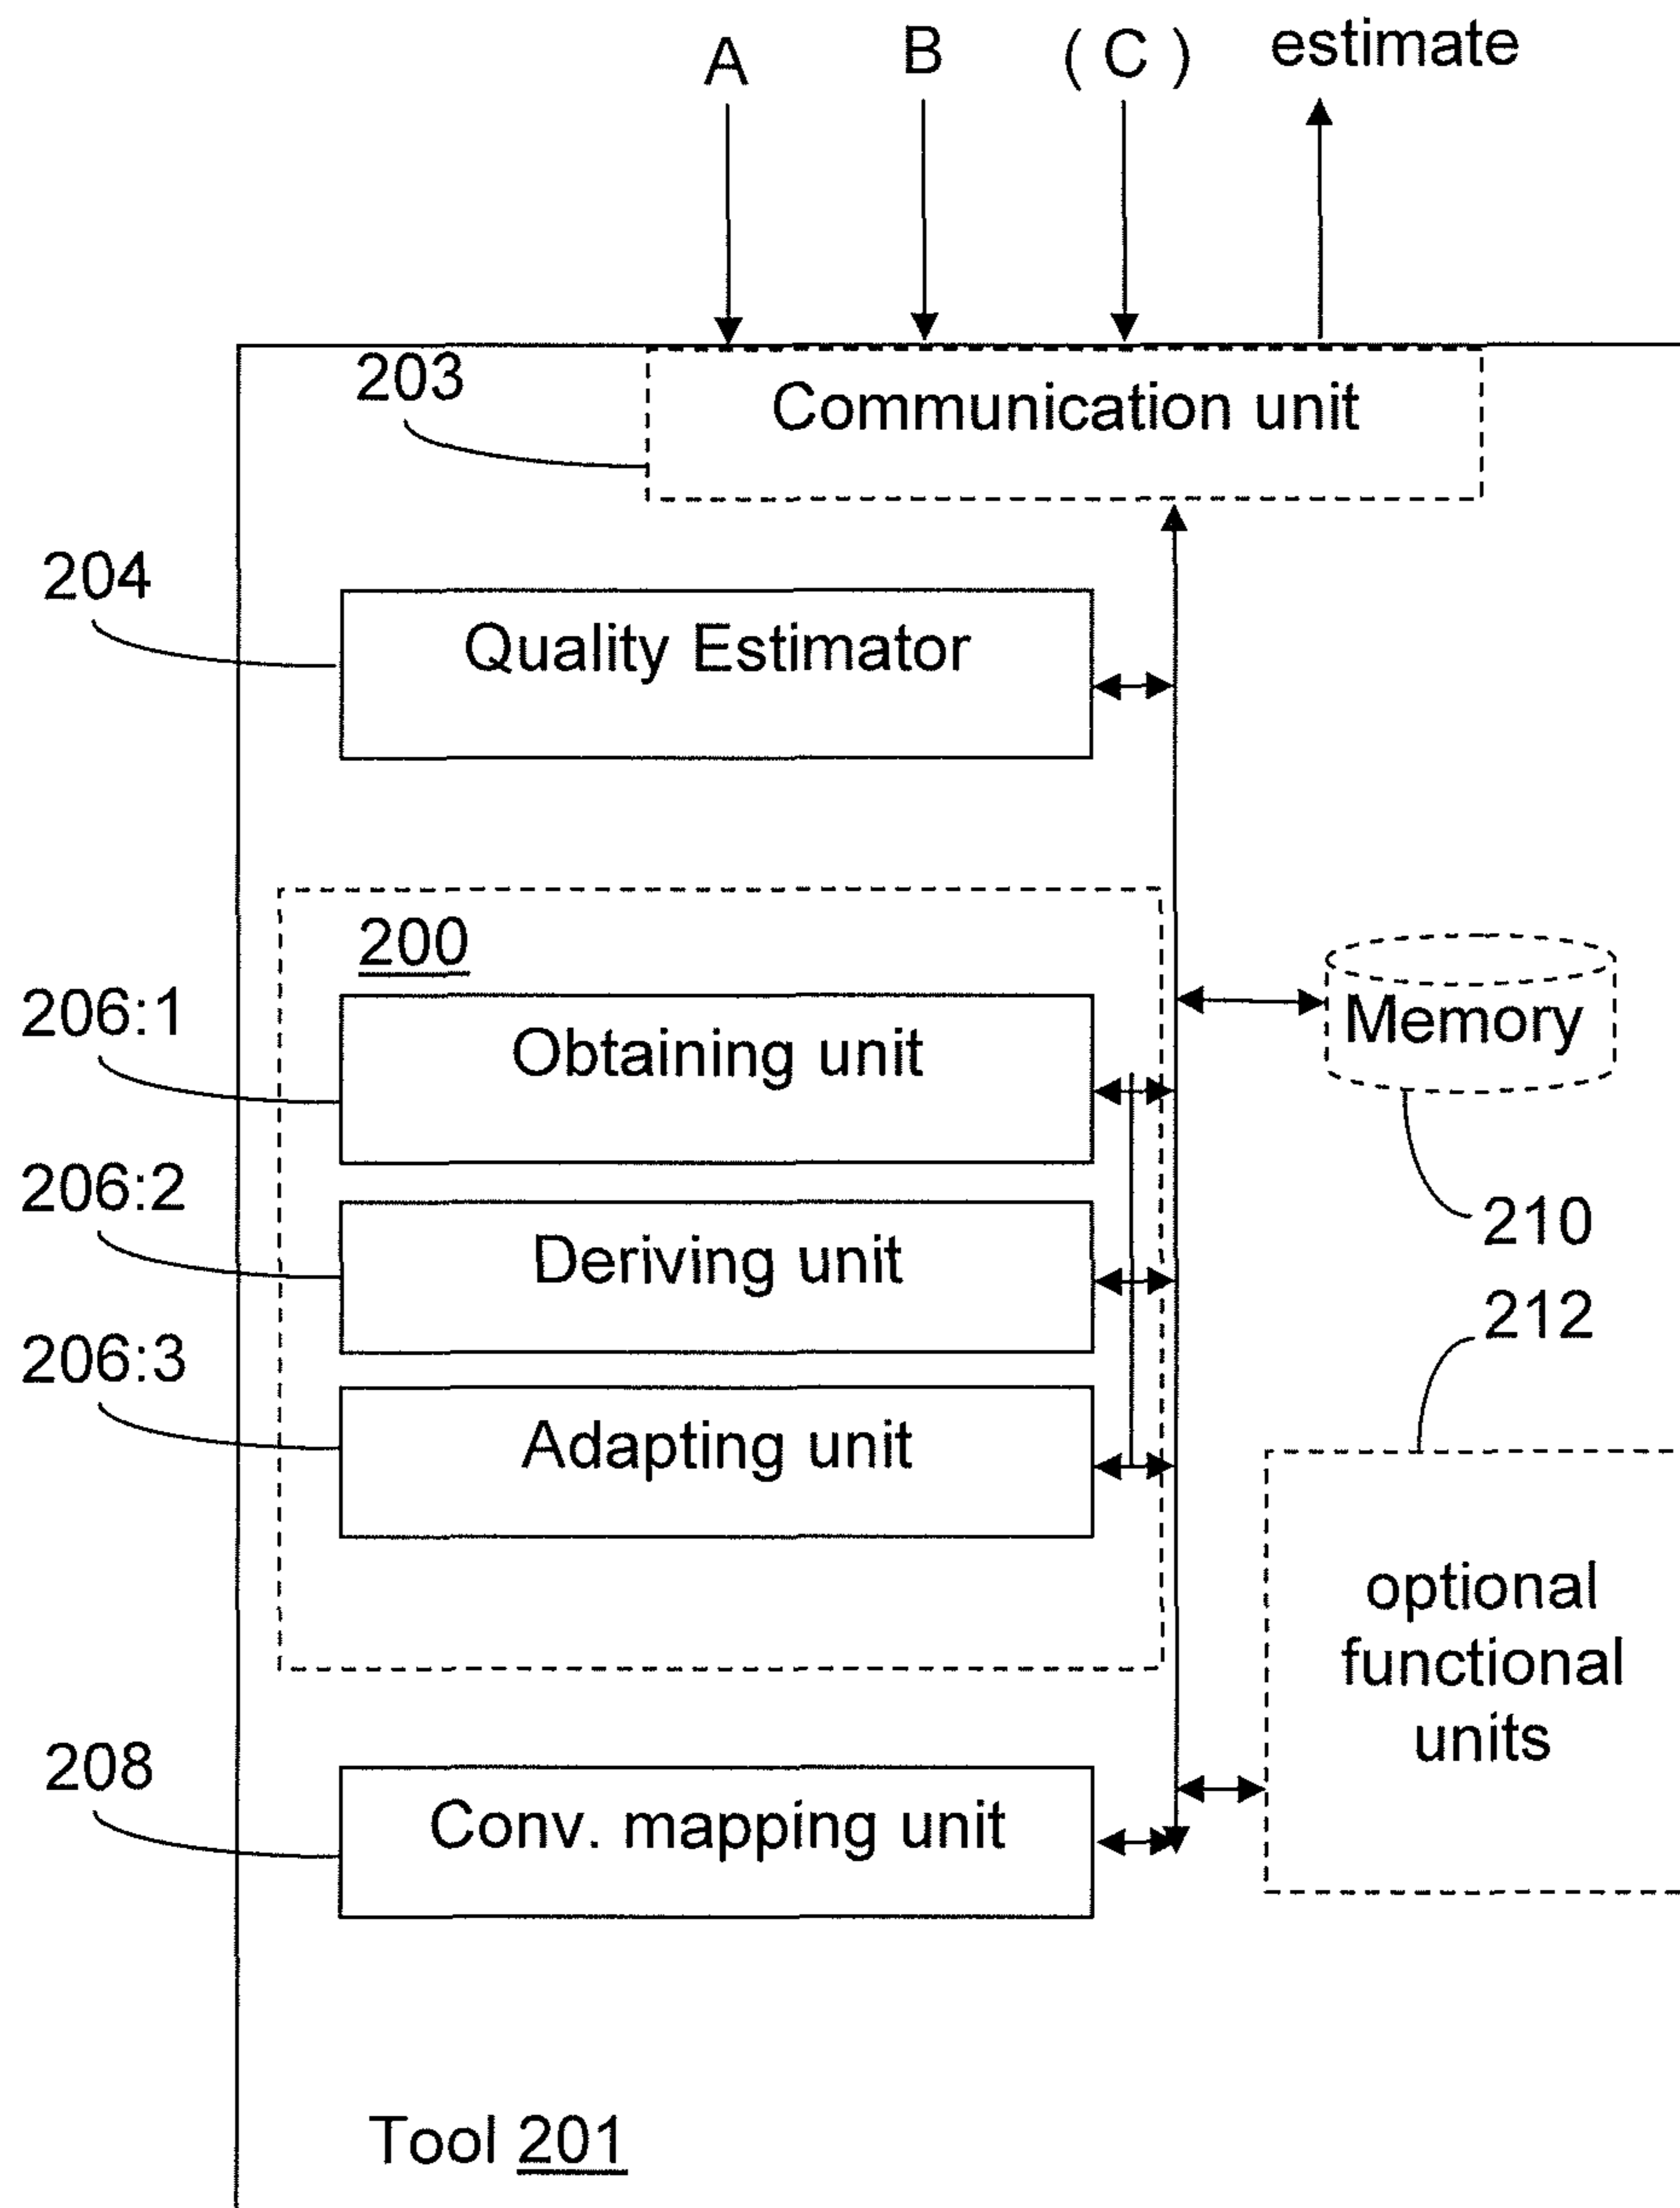 A B ( C ) estimate
203
Communication unit
204
Quality Estimator
200
206:1
Obtaining unit
Memory
206:2
Deriving unit
210
206:3
Adapting unit
212
optional
functional
units
208
Conv. mapping unit
Tool 201